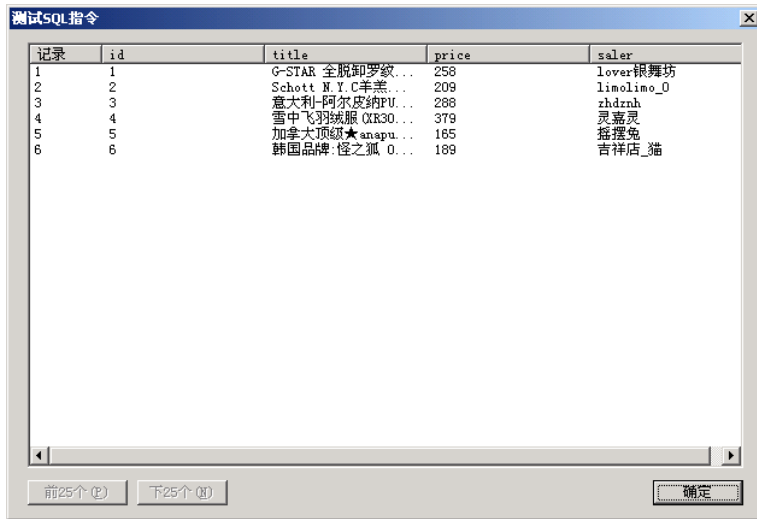 测试SQL指令
记录 id title price saler
1 1 G-STAR 全脱卸罗纹... 258 lover银舞坊
2 2 Schott N.Y.C羊羔... 209 limolimo_0
3 3 意大利-阿尔皮纳PU... 288 zhdznh
4 4 雪中飞羽绒服(XR30... 379 灵嘉灵
5 5 加拿大顶级★anapu... 165 摇摆兔
6 6 韩国品牌:怪之狐 0... 189 吉祥店_猫
前25个(P) 下25个(N) 确定